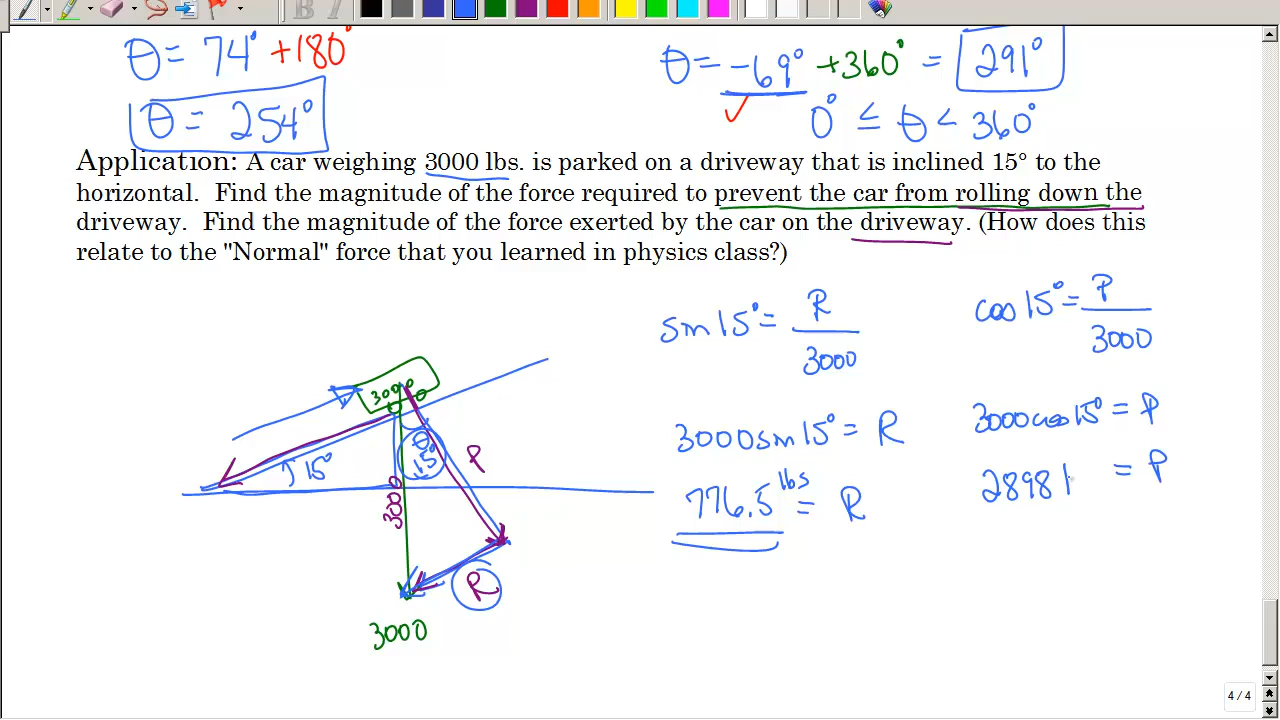 B I U
θ = 74° +180°
θ = 254°
θ = -69° +360° = 291°
0° ≤ θ < 360°
Application: A car weighing 3000 lbs. is parked on a driveway that is inclined 15° to the
horizontal. Find the magnitude of the force required to prevent the car from rolling down the
driveway. Find the magnitude of the force exerted by the car on the driveway. (How does this
relate to the "Normal" force that you learned in physics class?)
sin 15° = R/3000
3000 sin 15° = R
776.5 lbs = R
cos 15° = P/3000
3000 cos 15° = P
2898 l = P
3000
15°
θ
15°
P
3000
R
3000
4 / 4